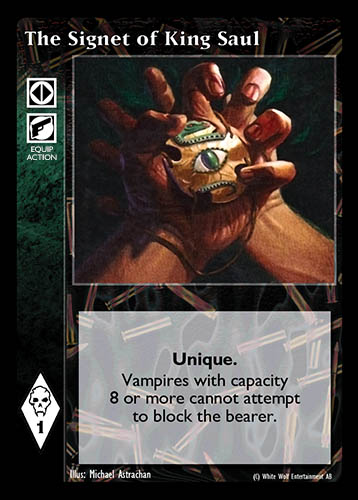 The Signet of King Saul
EQUIP
ACTION
Unique.
Vampires with capacity
8 or more cannot attempt
to block the bearer.
1
Illus: Michael Astrachan
(C) White Wolf Entertainment AB